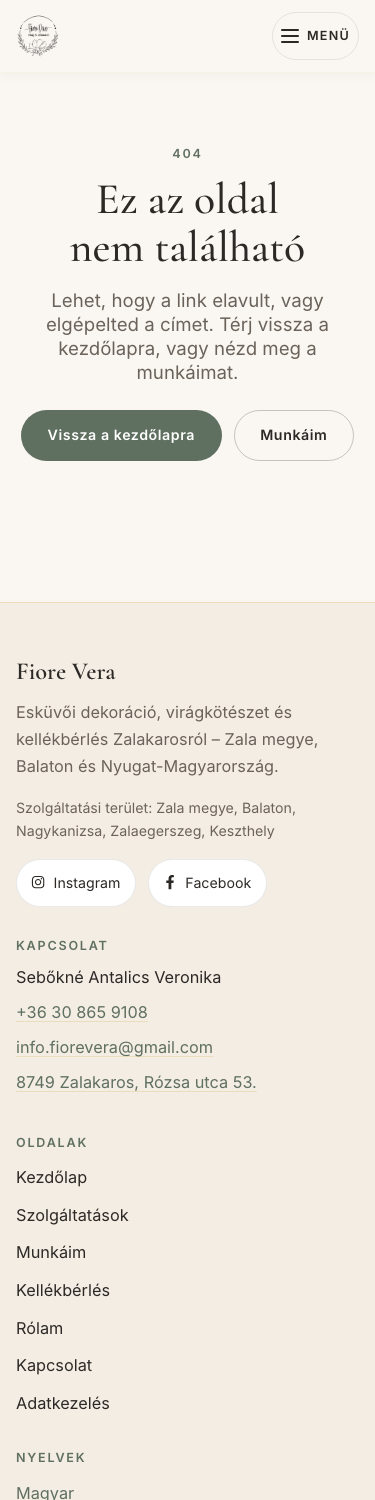 MENÜ
404
Ez az oldal
nem található
Lehet, hogy a link elavult, vagy
elgépelted a címet. Térj vissza a
kezdőlapra, vagy nézd meg a
munkáimat.
Vissza a kezdőlapra
Munkáim
Fiore Vera
Esküvői dekoráció, virágkötészet és
kellékbérlés Zalakarosról – Zala megye,
Balaton és Nyugat-Magyarország.
Szolgáltatási terület: Zala megye, Balaton,
Nagykanizsa, Zalaegerszeg, Keszthely
Instagram
Facebook
KAPCSOLAT
Sebőkné Antalics Veronika
+36 30 865 9108
info.fiorevera@gmail.com
8749 Zalakaros, Rózsa utca 53.
OLDALAK
Kezdőlap
Szolgáltatások
Munkáim
Kellékbérlés
Rólam
Kapcsolat
Adatkezelés
NYELVEK
Magyar